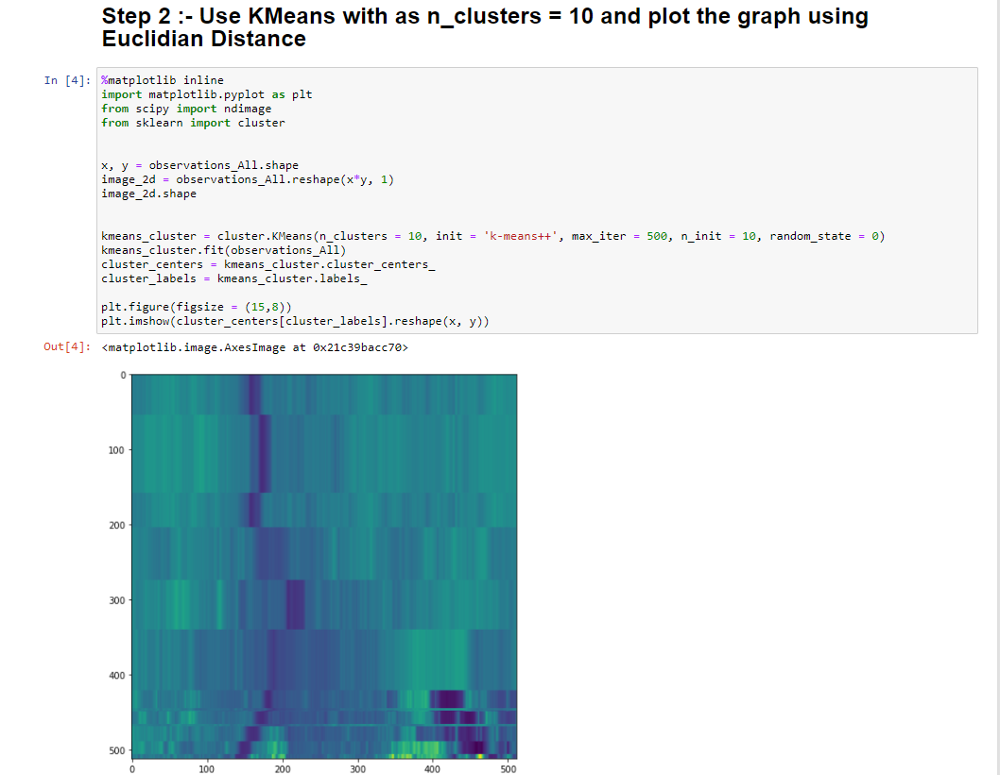 Step 2 :- Use KMeans with as n_clusters = 10 and plot the graph using
Euclidian Distance
In [4]: %matplotlib inline
import matplotlib.pyplot as plt
from scipy import ndimage
from sklearn import cluster
x, y = observations_All.shape
image_2d = observations_All.reshape(x*y, 1)
image_2d.shape
kmeans_cluster = cluster.KMeans(n_clusters = 10, init = 'k-means++', max_iter = 500, n_init = 10, random_state = 0)
kmeans_cluster.fit(observations_All)
cluster_centers = kmeans_cluster.cluster_centers_
cluster_labels = kmeans_cluster.labels_
plt.figure(figsize = (15,8))
plt.imshow(cluster_centers[cluster_labels].reshape(x, y))
Out[4]: <matplotlib.image.AxesImage at 0x21c39bacc70>
0
100
200
300
400
500
0 100 200 300 400 500